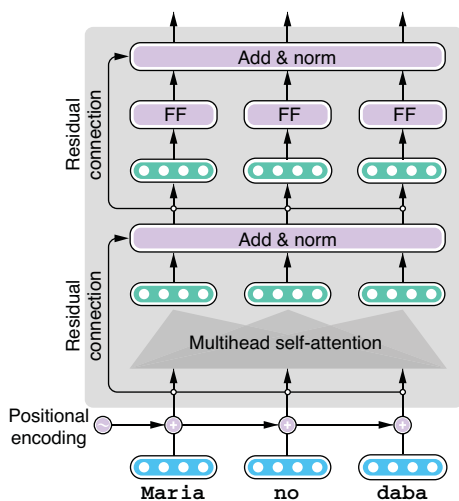 Add & norm
FF FF FF
Residual
connection
Add & norm
Residual
connection
Multihead self-attention
Positional
encoding
~ + + +
Maria no daba